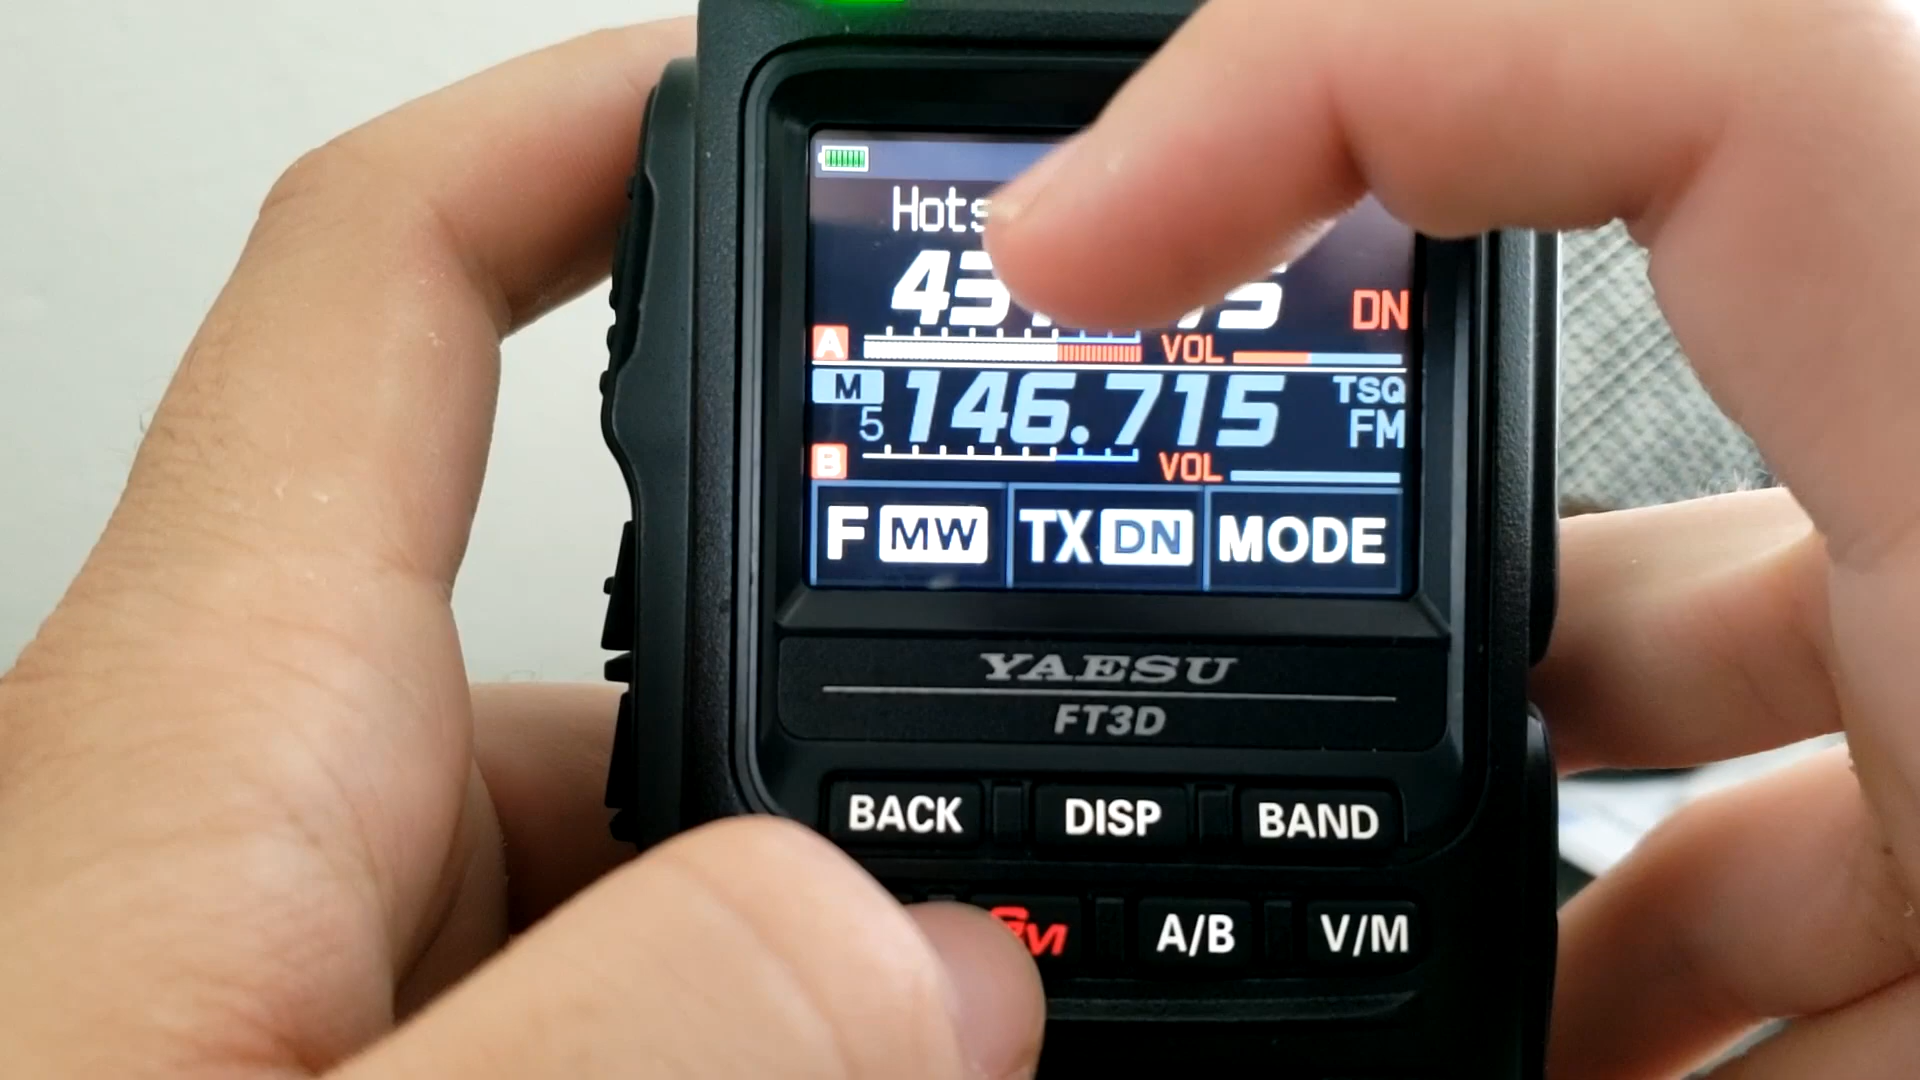 DN
A VOL
M 146.715 TSQ
5 FM
B VOL
F MW TX DN MODE
YAESU
FT3D
BACK DISP BAND
A/B V/M